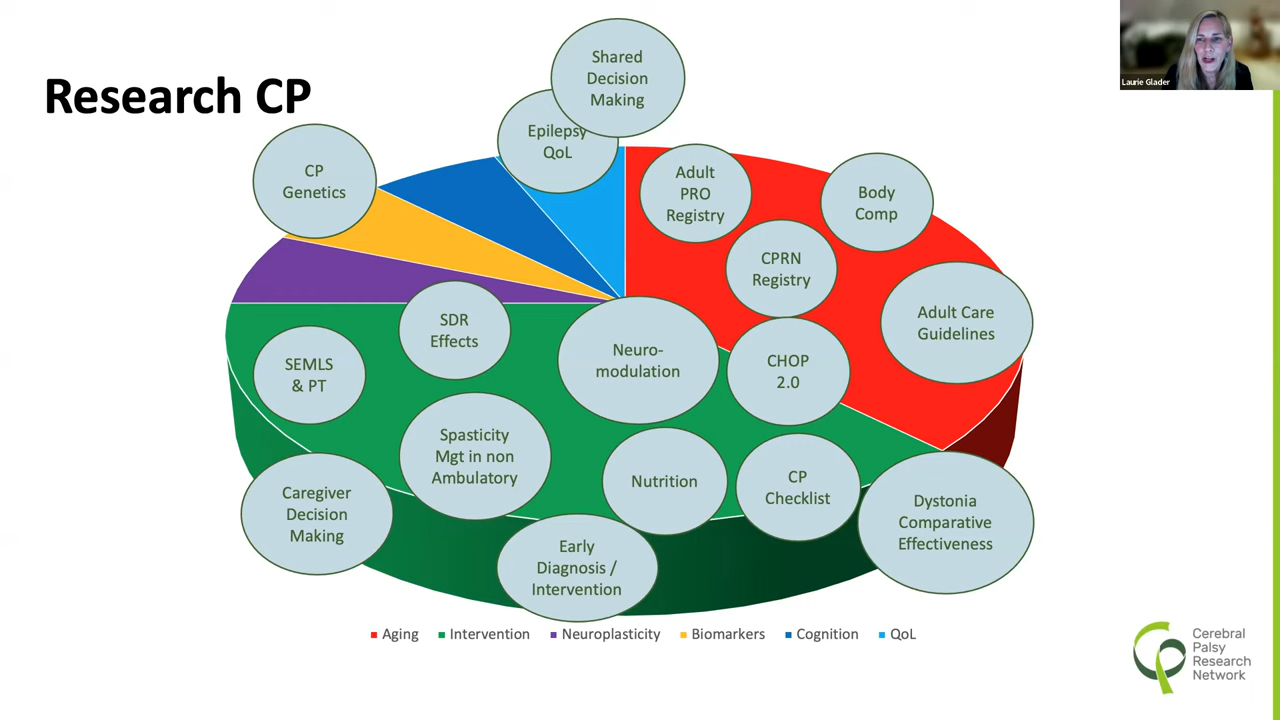 Research CP
Laurie Glader
Shared
Decision
Making
Epilepsy
QoL
CP
Genetics
Adult
PRO
Registry
Body
Comp
CPRN
Registry
Adult Care
Guidelines
SDR
Effects
SEMLS
& PT
Neuro-
modulation
CHOP
2.0
Spasticity
Mgt in non
Ambulatory
Nutrition
CP
Checklist
Caregiver
Decision
Making
Early
Diagnosis /
Intervention
Dystonia
Comparative
Effectiveness
Aging Intervention Neuroplasticity Biomarkers Cognition QoL
Cerebral
Palsy
Research
Network